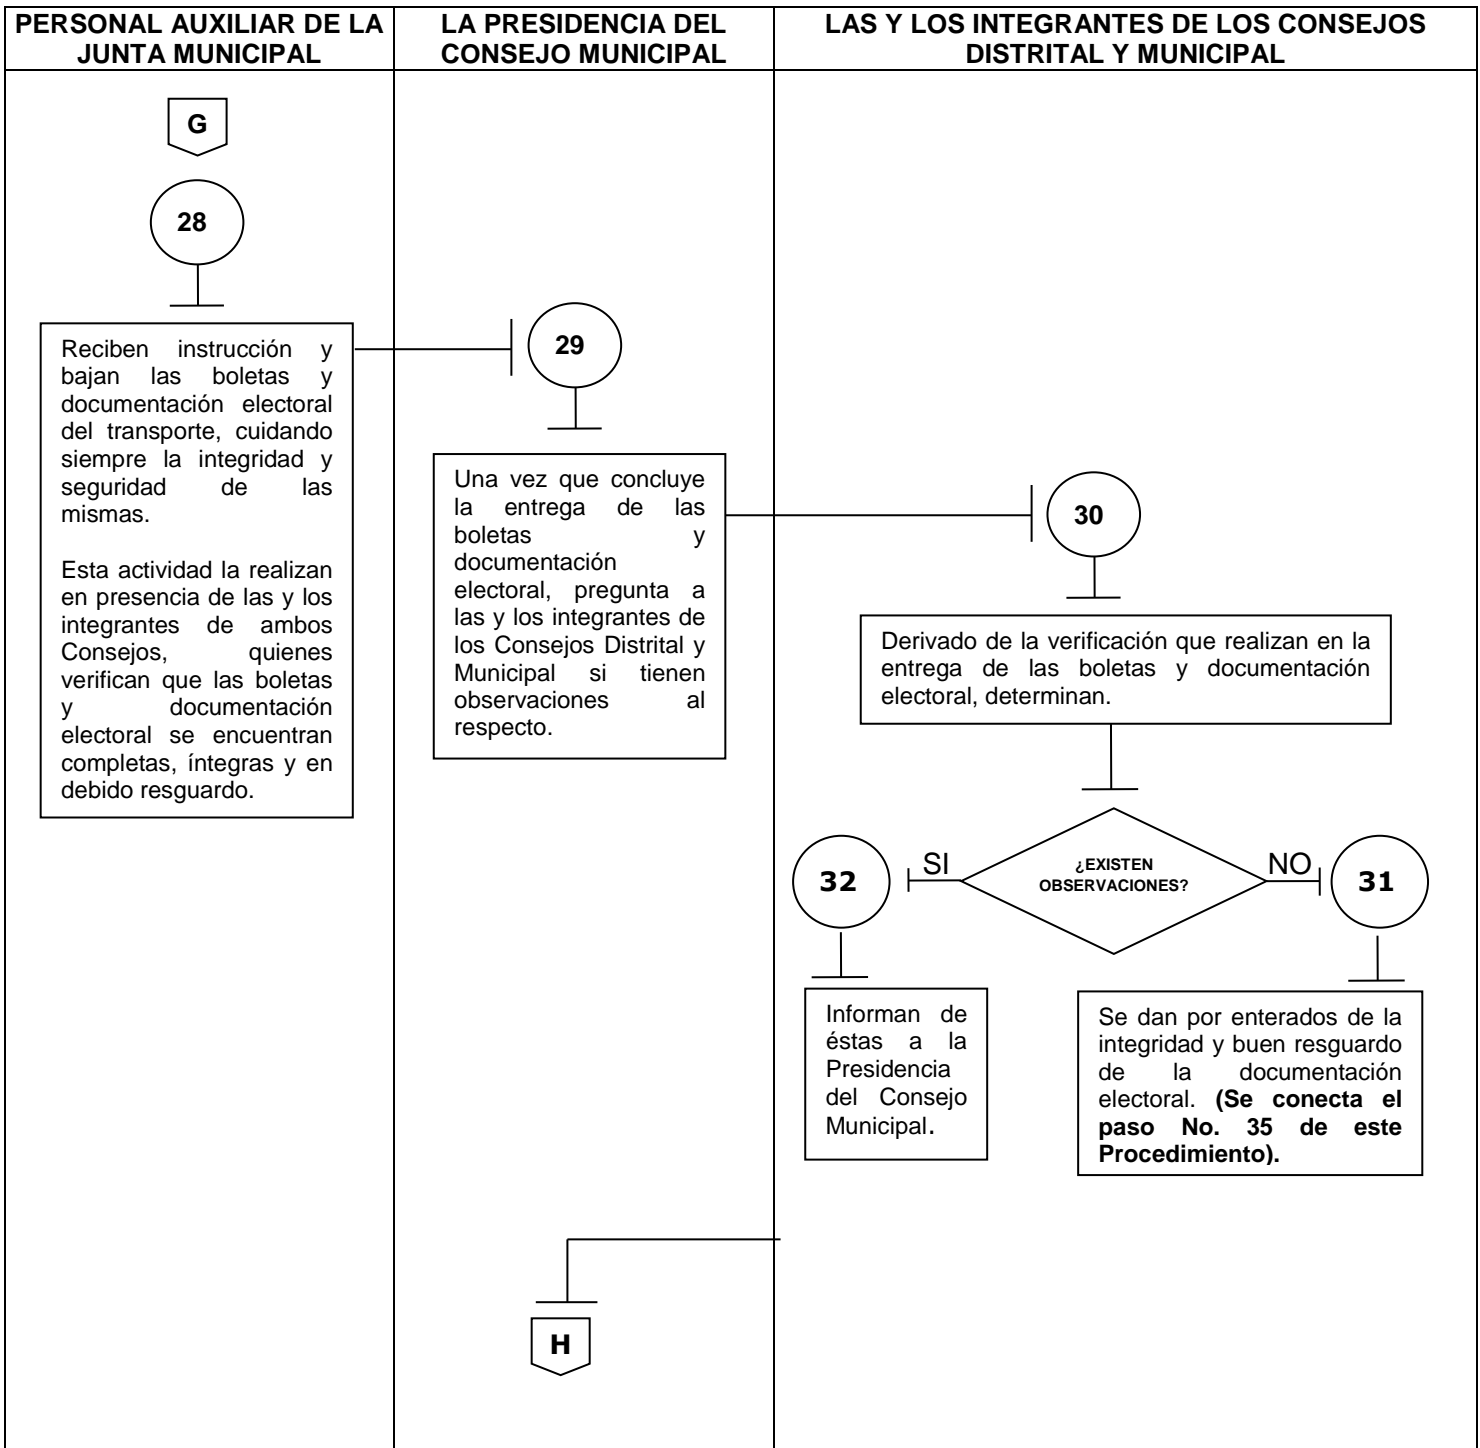 PERSONAL AUXILIAR DE LA
JUNTA MUNICIPAL
LA PRESIDENCIA DEL
CONSEJO MUNICIPAL
LAS Y LOS INTEGRANTES DE LOS CONSEJOS
DISTRITAL Y MUNICIPAL
G
28
Reciben instrucción y
bajan las boletas y
documentación electoral
del transporte, cuidando
siempre la integridad y
seguridad de las
mismas.
Esta actividad la realizan
en presencia de las y los
integrantes de ambos
Consejos, quienes
verifican que las boletas
y documentación
electoral se encuentran
completas, íntegras y en
debido resguardo.
29
Una vez que concluye
la entrega de las
boletas y
documentación
electoral, pregunta a
las y los integrantes de
los Consejos Distrital y
Municipal si tienen
observaciones al
respecto.
30
Derivado de la verificación que realizan en la
entrega de las boletas y documentación
electoral, determinan.
¿EXISTEN
OBSERVACIONES?
SI
NO
32
31
Informan de
éstas a la
Presidencia
del Consejo
Municipal.
Se dan por enterados de la
integridad y buen resguardo
de la documentación
electoral. (Se conecta el
paso No. 35 de este
Procedimiento).
H